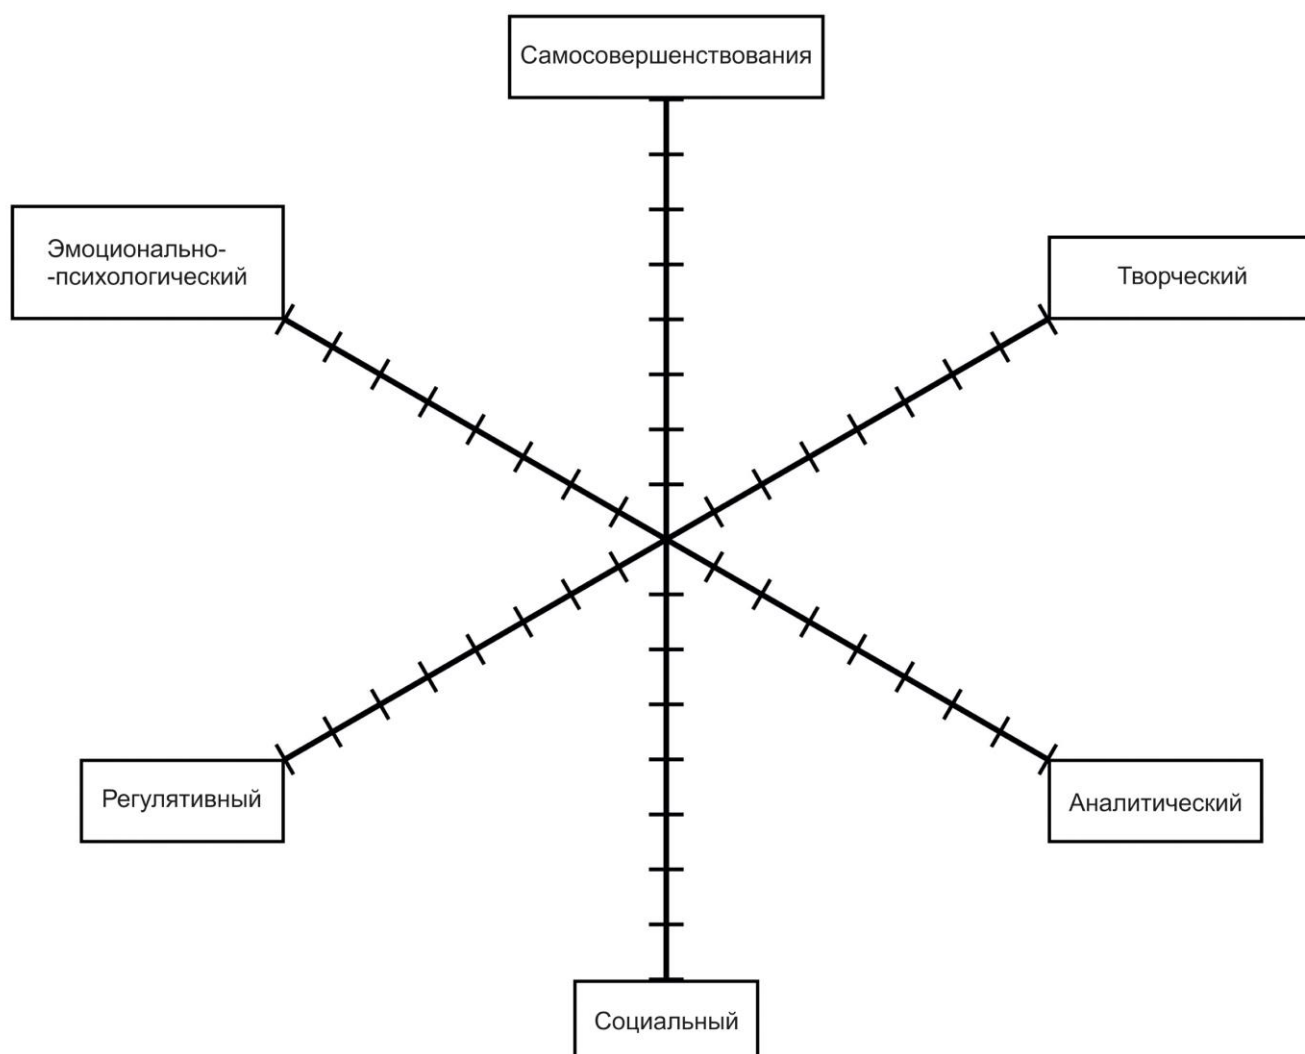 Самосовершенствования
Эмоционально-
-психологический
Творческий
Регулятивный
Аналитический
Социальный